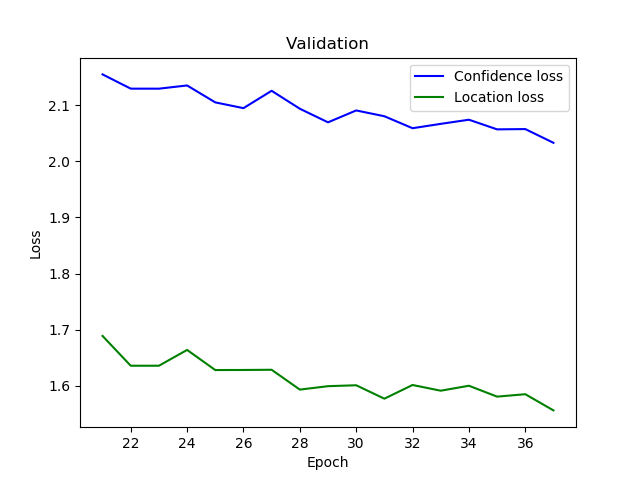 Validation
Confidence loss
Location loss
2.1
2.0
1.9
1.8
1.7
1.6
Loss
22 24 26 28 30 32 34 36
Epoch